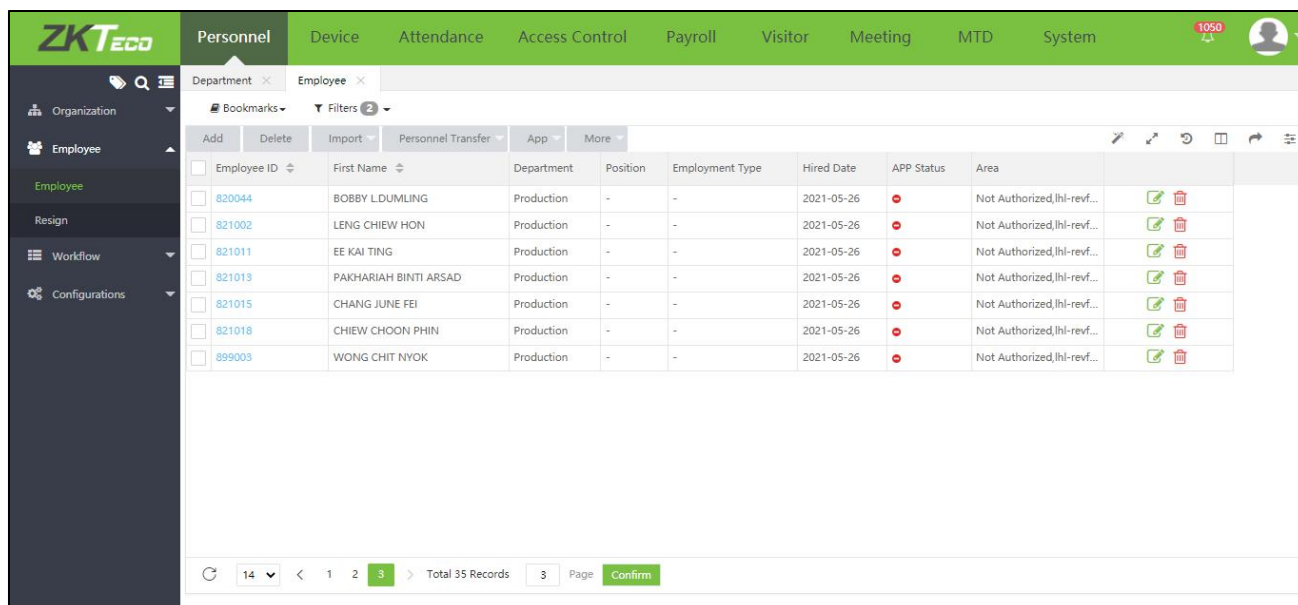 ZKTeco Personnel Device Attendance Access Control Payroll Visitor Meeting MTD System 1050
Department Employee
Bookmarks Filters 2
Organization
Employee
Employee
Resign
Workflow
Configurations
Add Delete Import Personnel Transfer App More
Employee ID First Name Department Position Employment Type Hired Date APP Status Area
820044 BOBBY L.DUMLING Production - - 2021-05-26 Not Authorized,lhl-revf...
821002 LENG CHIEW HON Production - - 2021-05-26 Not Authorized,lhl-revf...
821011 EE KAI TING Production - - 2021-05-26 Not Authorized,lhl-revf...
821013 PAKHARIAH BINTI ARSAD Production - - 2021-05-26 Not Authorized,lhl-revf...
821015 CHANG JUNE FEI Production - - 2021-05-26 Not Authorized,lhl-revf...
821018 CHIEW CHOON PHIN Production - - 2021-05-26 Not Authorized,lhl-revf...
899003 WONG CHIT NYOK Production - - 2021-05-26 Not Authorized,lhl-revf...
14 < 1 2 3 > Total 35 Records 3 Page Confirm